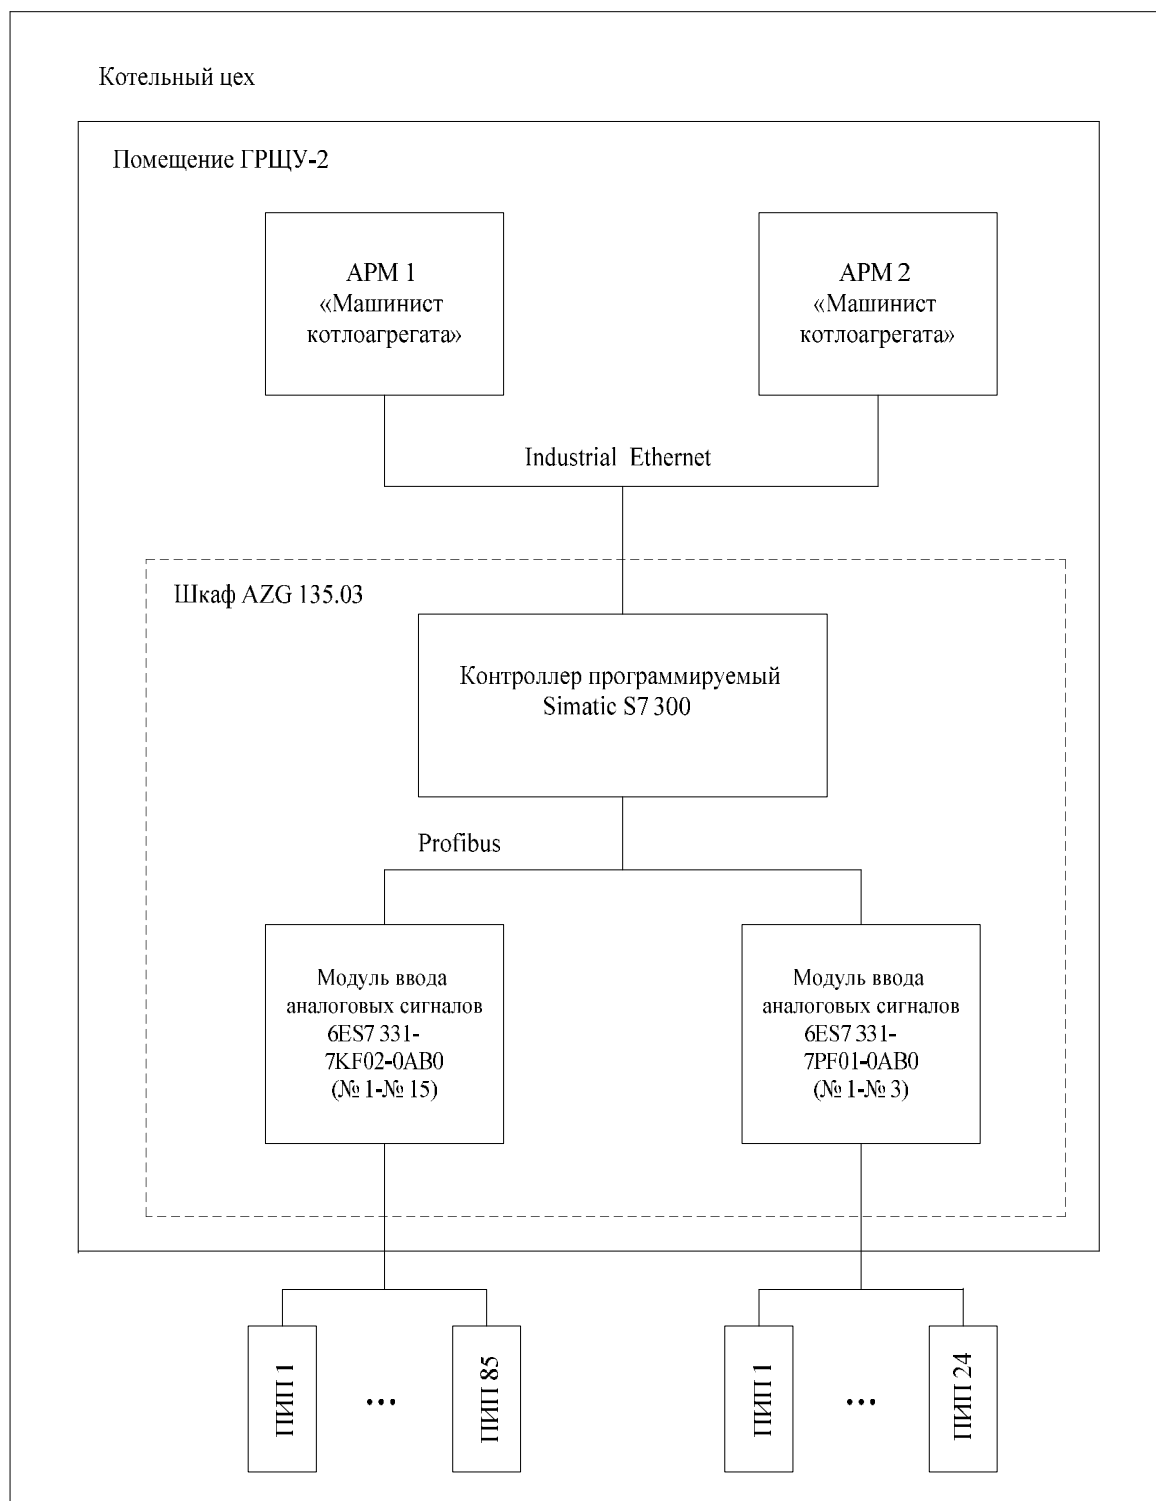 Котельный цех
Помещение ГРЩУ-2
АРМ 1
«Машинист
котлоагрегата»
АРМ 2
«Машинист
котлоагрегата»
Industrial Ethernet
Шкаф AZG 135.03
Контроллер программируемый
Simatic S7 300
Profibus
Модуль ввода
аналоговых сигналов
6ES7 331-
7KF02-0AB0
(№ 1-№ 15)
Модуль ввода
аналоговых сигналов
6ES7 331-
7PF01-0AB0
(№ 1-№ 3)
ПИП 1
...
ПИП 85
ПИП 1
...
ПИП 24